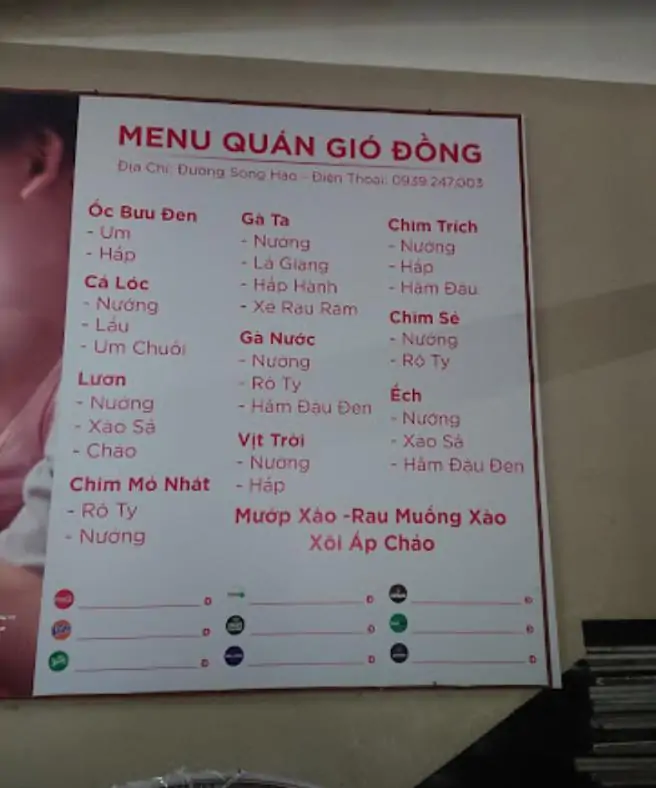 MENU QUÁN GIÓ ĐỒNG
Địa Chỉ: Đường Song Hào - Điện Thoại: 0939.247.003
Ốc Bưu Đen
- Um
- Hấp
Cá Lóc
- Nướng
- Lẩu
- Um Chuối
Lươn
- Nướng
- Xào Sả
- Cháo
Chim Mỏ Nhát
- Rô Ty
- Nướng
Gà Ta
- Nướng
- Lá Giang
- Hấp Hành
- Xé Rau Răm
Gà Nước
- Nướng
- Rô Ty
- Hầm Đậu Đen
Vịt Trời
- Nướng
- Hấp
Chim Trích
- Nướng
- Hấp
- Hầm Đậu
Chim Sẻ
- Nướng
- Rô Ty
Ếch
- Nướng
- Xào Sả
- Hầm Đậu Đen
Mướp Xào -Rau Muống Xào
Xôi Áp Chảo
Đ Đ Đ
Đ Đ Đ
Đ Đ Đ